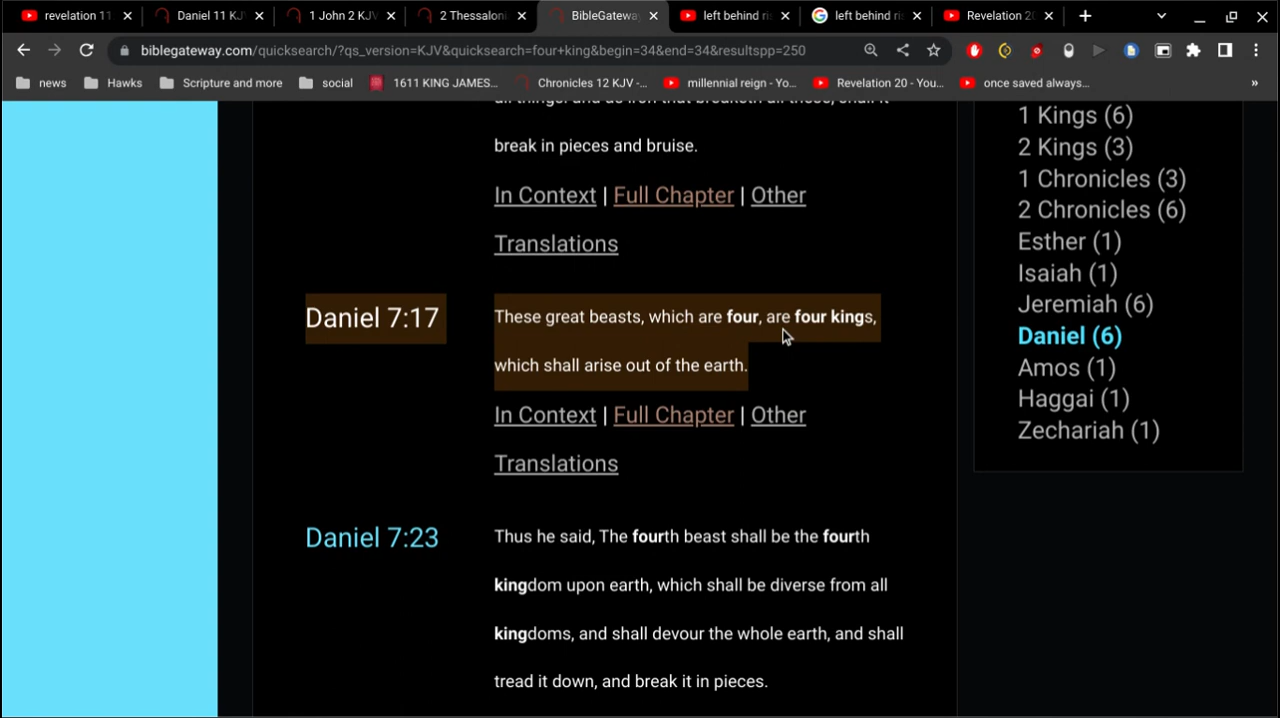 revelation 11
Daniel 11 KJ
1 John 2 KJV
2 Thessaloni
BibleGatewa
left behind ri
left behind re
Revelation 20
biblegateway.com/quicksearch/?qs_version=KJV&quicksearch=four+king&begin=34&end=34&resultspp=250
news
Hawks
Scripture and more
social
1611 KING JAMES...
Chronicles 12 KJV -...
millennial reign - Yo...
Revelation 20 - You...
once saved always...
»
break in pieces and bruise.
In Context | Full Chapter | Other
Translations
Daniel 7:17
These great beasts, which are four, are four kings,
which shall arise out of the earth.
In Context | Full Chapter | Other
Translations
Daniel 7:23
Thus he said, The fourth beast shall be the fourth
kingdom upon earth, which shall be diverse from all
kingdoms, and shall devour the whole earth, and shall
tread it down, and break it in pieces.
1 Kings (6)
2 Kings (3)
1 Chronicles (3)
2 Chronicles (6)
Esther (1)
Isaiah (1)
Jeremiah (6)
Daniel (6)
Amos (1)
Haggai (1)
Zechariah (1)